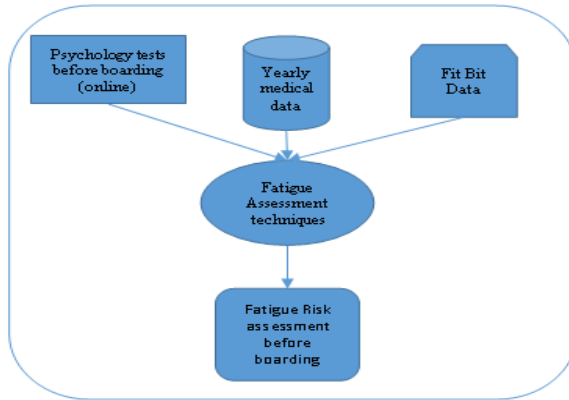 Psychology tests
before boarding
(online)
Yearly
medical
data
Fit Bit
Data
Fatigue
Assessment
techniques
Fatigue Risk
assessment
before
boarding